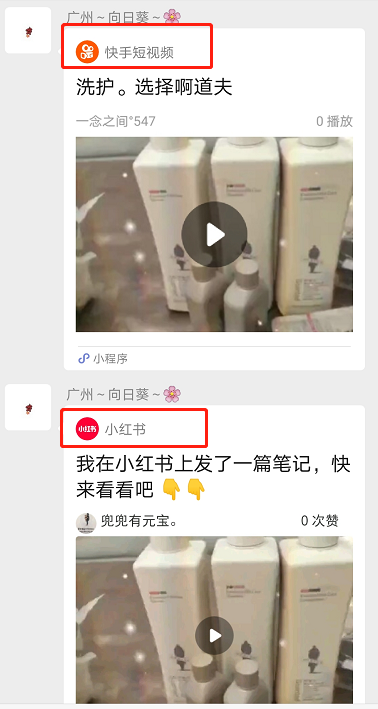 广州～向日葵～🌸
快手短视频
洗护。选择啊道夫
一念之间°547
0 播放
小程序
广州～向日葵～🌸
小红书
小红书
我在小红书上发了一篇笔记，快
来看看吧 👇👇
兜兜有元宝。
0 次赞